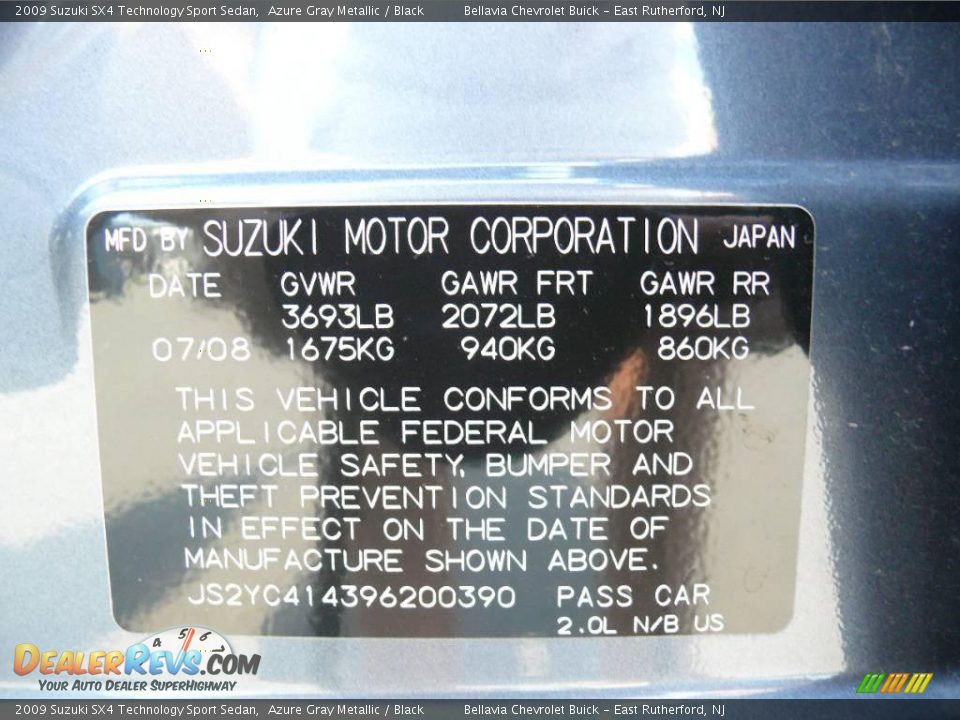 2009 Suzuki SX4 Technology Sport Sedan, Azure Gray Metallic / Black Bellavia Chevrolet Buick - East Rutherford, NJ
MFD BY SUZUKI MOTOR CORPORATION JAPAN
DATE GVWR GAWR FRT GAWR RR
3693LB 2072LB 1896LB
07/08 1675KG 940KG 860KG
THIS VEHICLE CONFORMS TO ALL
APPLICABLE FEDERAL MOTOR
VEHICLE SAFETY, BUMPER AND
THEFT PREVENTION STANDARDS
IN EFFECT ON THE DATE OF
MANUFACTURE SHOWN ABOVE.
JS2YC414396200390 PASS CAR
2.0L N/B US
4 5 6
DEALERREVS.COM
YOUR AUTO DEALER SUPERHIGHWAY
2009 Suzuki SX4 Technology Sport Sedan, Azure Gray Metallic / Black Bellavia Chevrolet Buick - East Rutherford, NJ